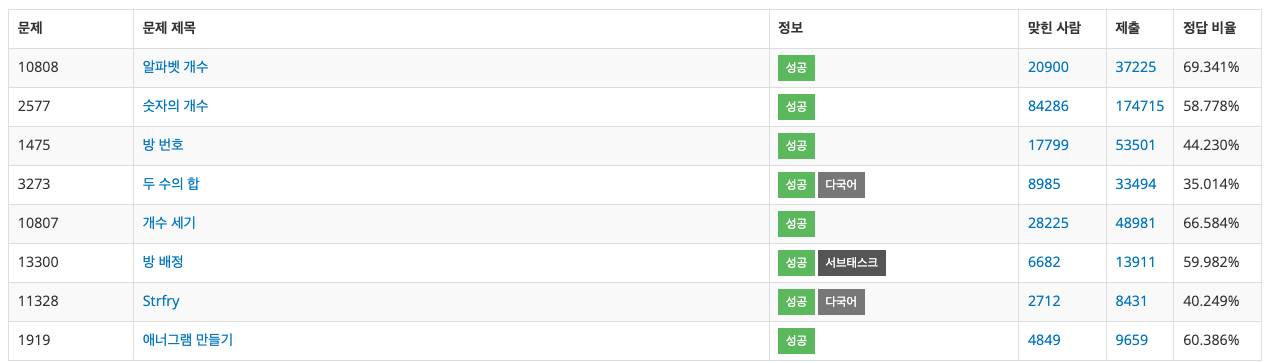 문제 문제 제목 정보 맞힌 사람 제출 정답 비율
10808 알파벳 개수 성공 20900 37225 69.341%
2577 숫자의 개수 성공 84286 174715 58.778%
1475 방 번호 성공 17799 53501 44.230%
3273 두 수의 합 성공 다국어 8985 33494 35.014%
10807 개수 세기 성공 28225 48981 66.584%
13300 방 배정 성공 서브태스크 6682 13911 59.982%
11328 Strfry 성공 다국어 2712 8431 40.249%
1919 애너그램 만들기 성공 4849 9659 60.386%